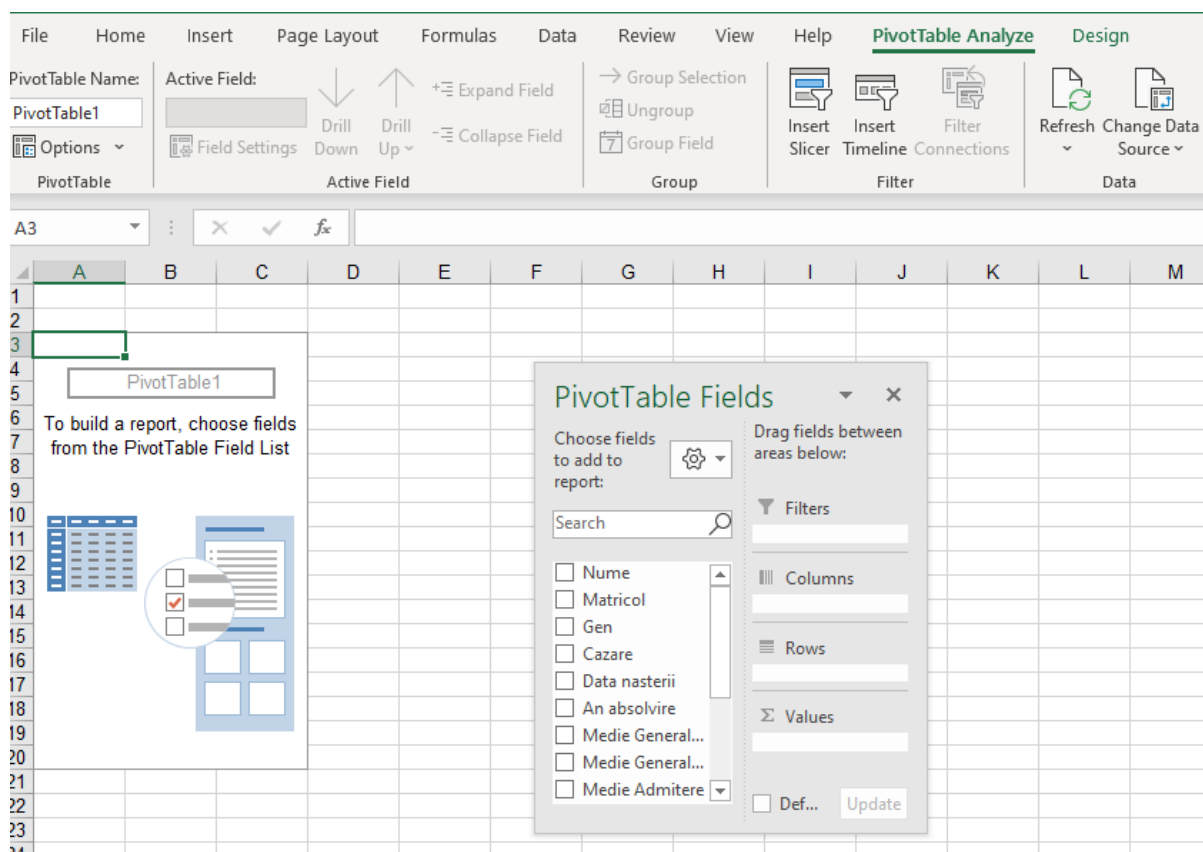 File Home Insert Page Layout Formulas Data Review View Help PivotTable Analyze Design
PivotTable Name:
PivotTable1
Options
PivotTable
Active Field:
Field Settings
Drill Down
Drill Up
Expand Field
Collapse Field
Active Field
Group Selection
Ungroup
7 Group Field
Group
Insert Slicer
Insert Timeline
Filter Connections
Filter
Refresh
Change Data Source
Data
A3
fx
A B C D E F G H I J K L M
1
2
3
4
5
6
7
8
9
10
11
12
13
14
15
16
17
18
19
20
21
22
23
24
PivotTable1
To build a report, choose fields
from the PivotTable Field List
PivotTable Fields
Choose fields
to add to
report:
Search
Nume
Matricol
Gen
Cazare
Data nasterii
An absolvire
Medie General...
Medie General...
Medie Admitere
Drag fields between
areas below:
Filters
Columns
Rows
Σ Values
Def...
Update